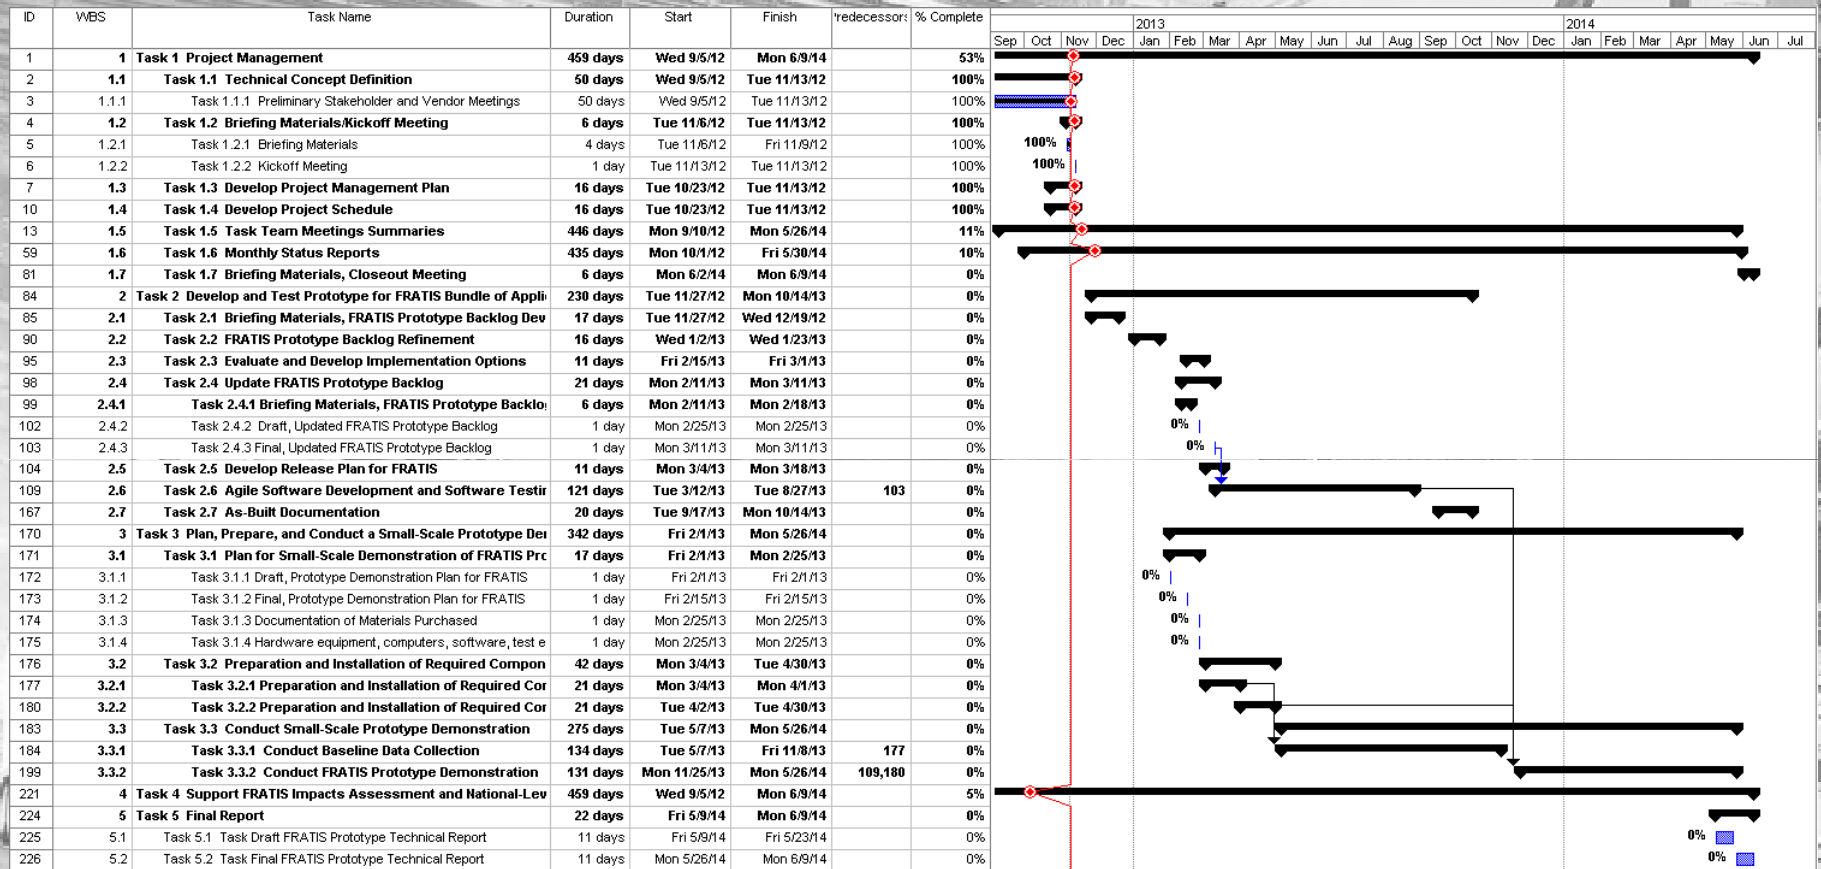 ID WBS Task Name Duration Start Finish redecessors % Complete
2013 2014
Sep Oct Nov Dec Jan Feb Mar Apr May Jun Jul Aug Sep Oct Nov Dec Jan Feb Mar Apr May Jun Jul
1 1 Task 1 Project Management 459 days Wed 9/5/12 Mon 6/9/14 53%
2 1.1 Task 1.1 Technical Concept Definition 50 days Wed 9/5/12 Tue 11/13/12 100%
3 1.1.1 Task 1.1.1 Preliminary Stakeholder and Vendor Meetings 50 days Wed 9/5/12 Tue 11/13/12 100%
4 1.2 Task 1.2 Briefing Materials/Kickoff Meeting 6 days Tue 11/6/12 Tue 11/13/12 100%
5 1.2.1 Task 1.2.1 Briefing Materials 4 days Tue 11/6/12 Fri 11/9/12 100% 100%
6 1.2.2 Task 1.2.2 Kickoff Meeting 1 day Tue 11/13/12 Tue 11/13/12 100% 100%
7 1.3 Task 1.3 Develop Project Management Plan 16 days Tue 10/23/12 Tue 11/13/12 100%
10 1.4 Task 1.4 Develop Project Schedule 16 days Tue 10/23/12 Tue 11/13/12 100%
13 1.5 Task 1.5 Task Team Meetings Summaries 446 days Mon 9/10/12 Mon 5/26/14 11%
59 1.6 Task 1.6 Monthly Status Reports 435 days Mon 10/1/12 Fri 5/30/14 10%
81 1.7 Task 1.7 Briefing Materials, Closeout Meeting 6 days Mon 6/2/14 Mon 6/9/14 0%
84 2 Task 2 Develop and Test Prototype for FRATIS Bundle of Appli 230 days Tue 11/27/12 Mon 10/14/13 0%
85 2.1 Task 2.1 Briefing Materials, FRATIS Prototype Backlog Dev 17 days Tue 11/27/12 Wed 12/19/12 0%
90 2.2 Task 2.2 FRATIS Prototype Backlog Refinement 16 days Wed 1/2/13 Wed 1/23/13 0%
95 2.3 Task 2.3 Evaluate and Develop Implementation Options 11 days Fri 2/15/13 Fri 3/1/13 0%
98 2.4 Task 2.4 Update FRATIS Prototype Backlog 21 days Mon 2/11/13 Mon 3/11/13 0%
99 2.4.1 Task 2.4.1 Briefing Materials, FRATIS Prototype Backlo 6 days Mon 2/11/13 Mon 2/18/13 0%
102 2.4.2 Task 2.4.2 Draft, Updated FRATIS Prototype Backlog 1 day Mon 2/25/13 Mon 2/25/13 0% 0%
103 2.4.3 Task 2.4.3 Final, Updated FRATIS Prototype Backlog 1 day Mon 3/11/13 Mon 3/11/13 0% 0%
104 2.5 Task 2.5 Develop Release Plan for FRATIS 11 days Mon 3/4/13 Mon 3/18/13 0%
109 2.6 Task 2.6 Agile Software Development and Software Testir 121 days Tue 3/12/13 Tue 8/27/13 103 0%
167 2.7 Task 2.7 As-Built Documentation 20 days Tue 9/17/13 Mon 10/14/13 0%
170 3 Task 3 Plan, Prepare, and Conduct a Small-Scale Prototype Der 342 days Fri 2/1/13 Mon 5/26/14 0%
171 3.1 Task 3.1 Plan for Small-Scale Demonstration of FRATIS Prc 17 days Fri 2/1/13 Mon 2/25/13 0%
172 3.1.1 Task 3.1.1 Draft, Prototype Demonstration Plan for FRATIS 1 day Fri 2/1/13 Fri 2/1/13 0% 0%
173 3.1.2 Task 3.1.2 Final, Prototype Demonstration Plan for FRATIS 1 day Fri 2/15/13 Fri 2/15/13 0% 0%
174 3.1.3 Task 3.1.3 Documentation of Materials Purchased 1 day Mon 2/25/13 Mon 2/25/13 0% 0%
175 3.1.4 Task 3.1.4 Hardware equipment, computers, software, test e 1 day Mon 2/25/13 Mon 2/25/13 0% 0%
176 3.2 Task 3.2 Preparation and Installation of Required Compon 42 days Mon 3/4/13 Tue 4/30/13 0%
177 3.2.1 Task 3.2.1 Preparation and Installation of Required Cor 21 days Mon 3/4/13 Mon 4/1/13 0%
180 3.2.2 Task 3.2.2 Preparation and Installation of Required Cor 21 days Tue 4/2/13 Tue 4/30/13 0%
183 3.3 Task 3.3 Conduct Small-Scale Prototype Demonstration 275 days Tue 5/7/13 Mon 5/26/14 0%
184 3.3.1 Task 3.3.1 Conduct Baseline Data Collection 134 days Tue 5/7/13 Fri 11/8/13 177 0%
199 3.3.2 Task 3.3.2 Conduct FRATIS Prototype Demonstration 131 days Mon 11/25/13 Mon 5/26/14 109,180 0%
221 4 Task 4 Support FRATIS Impacts Assessment and National-Lev 459 days Wed 9/5/12 Mon 6/9/14 5%
224 5 Task 5 Final Report 22 days Fri 5/9/14 Mon 6/9/14 0%
225 5.1 Task 5.1 Task Draft FRATIS Prototype Technical Report 11 days Fri 5/9/14 Fri 5/23/14 0% 0%
226 5.2 Task 5.2 Task Final FRATIS Prototype Technical Report 11 days Mon 5/26/14 Mon 6/9/14 0% 0%